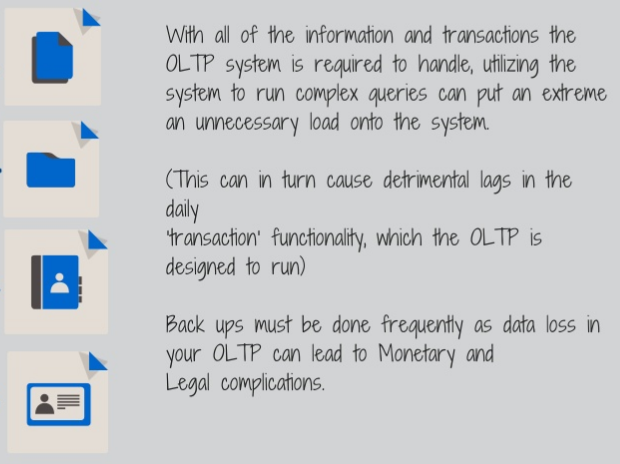 With all of the information and transactions the
OLTP system is required to handle, utilizing the
system to run complex queries can put an extreme
an unnecessary load onto the system.
(This can in turn cause detrimental lags in the
daily
'transaction' functionality, which the OLTP is
designed to run)
Back ups must be done frequently as data loss in
your OLTP can lead to Monetary and
Legal complications.